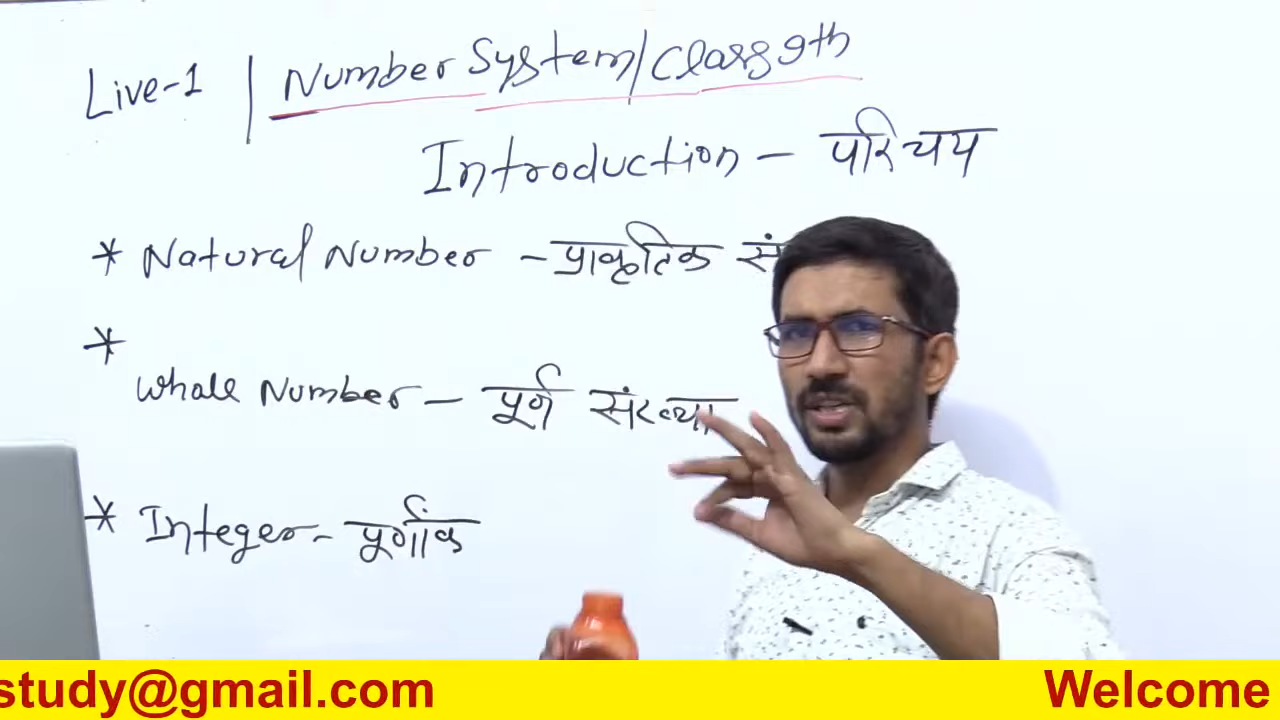 Live-1 | Number System/Class 9th
Introduction - परिचय
* Natural Number - प्राकृतिक
* Whole Number - पूर्ण संख्या
* Integer - पूर्णांक
study@gmail.com
Welcome